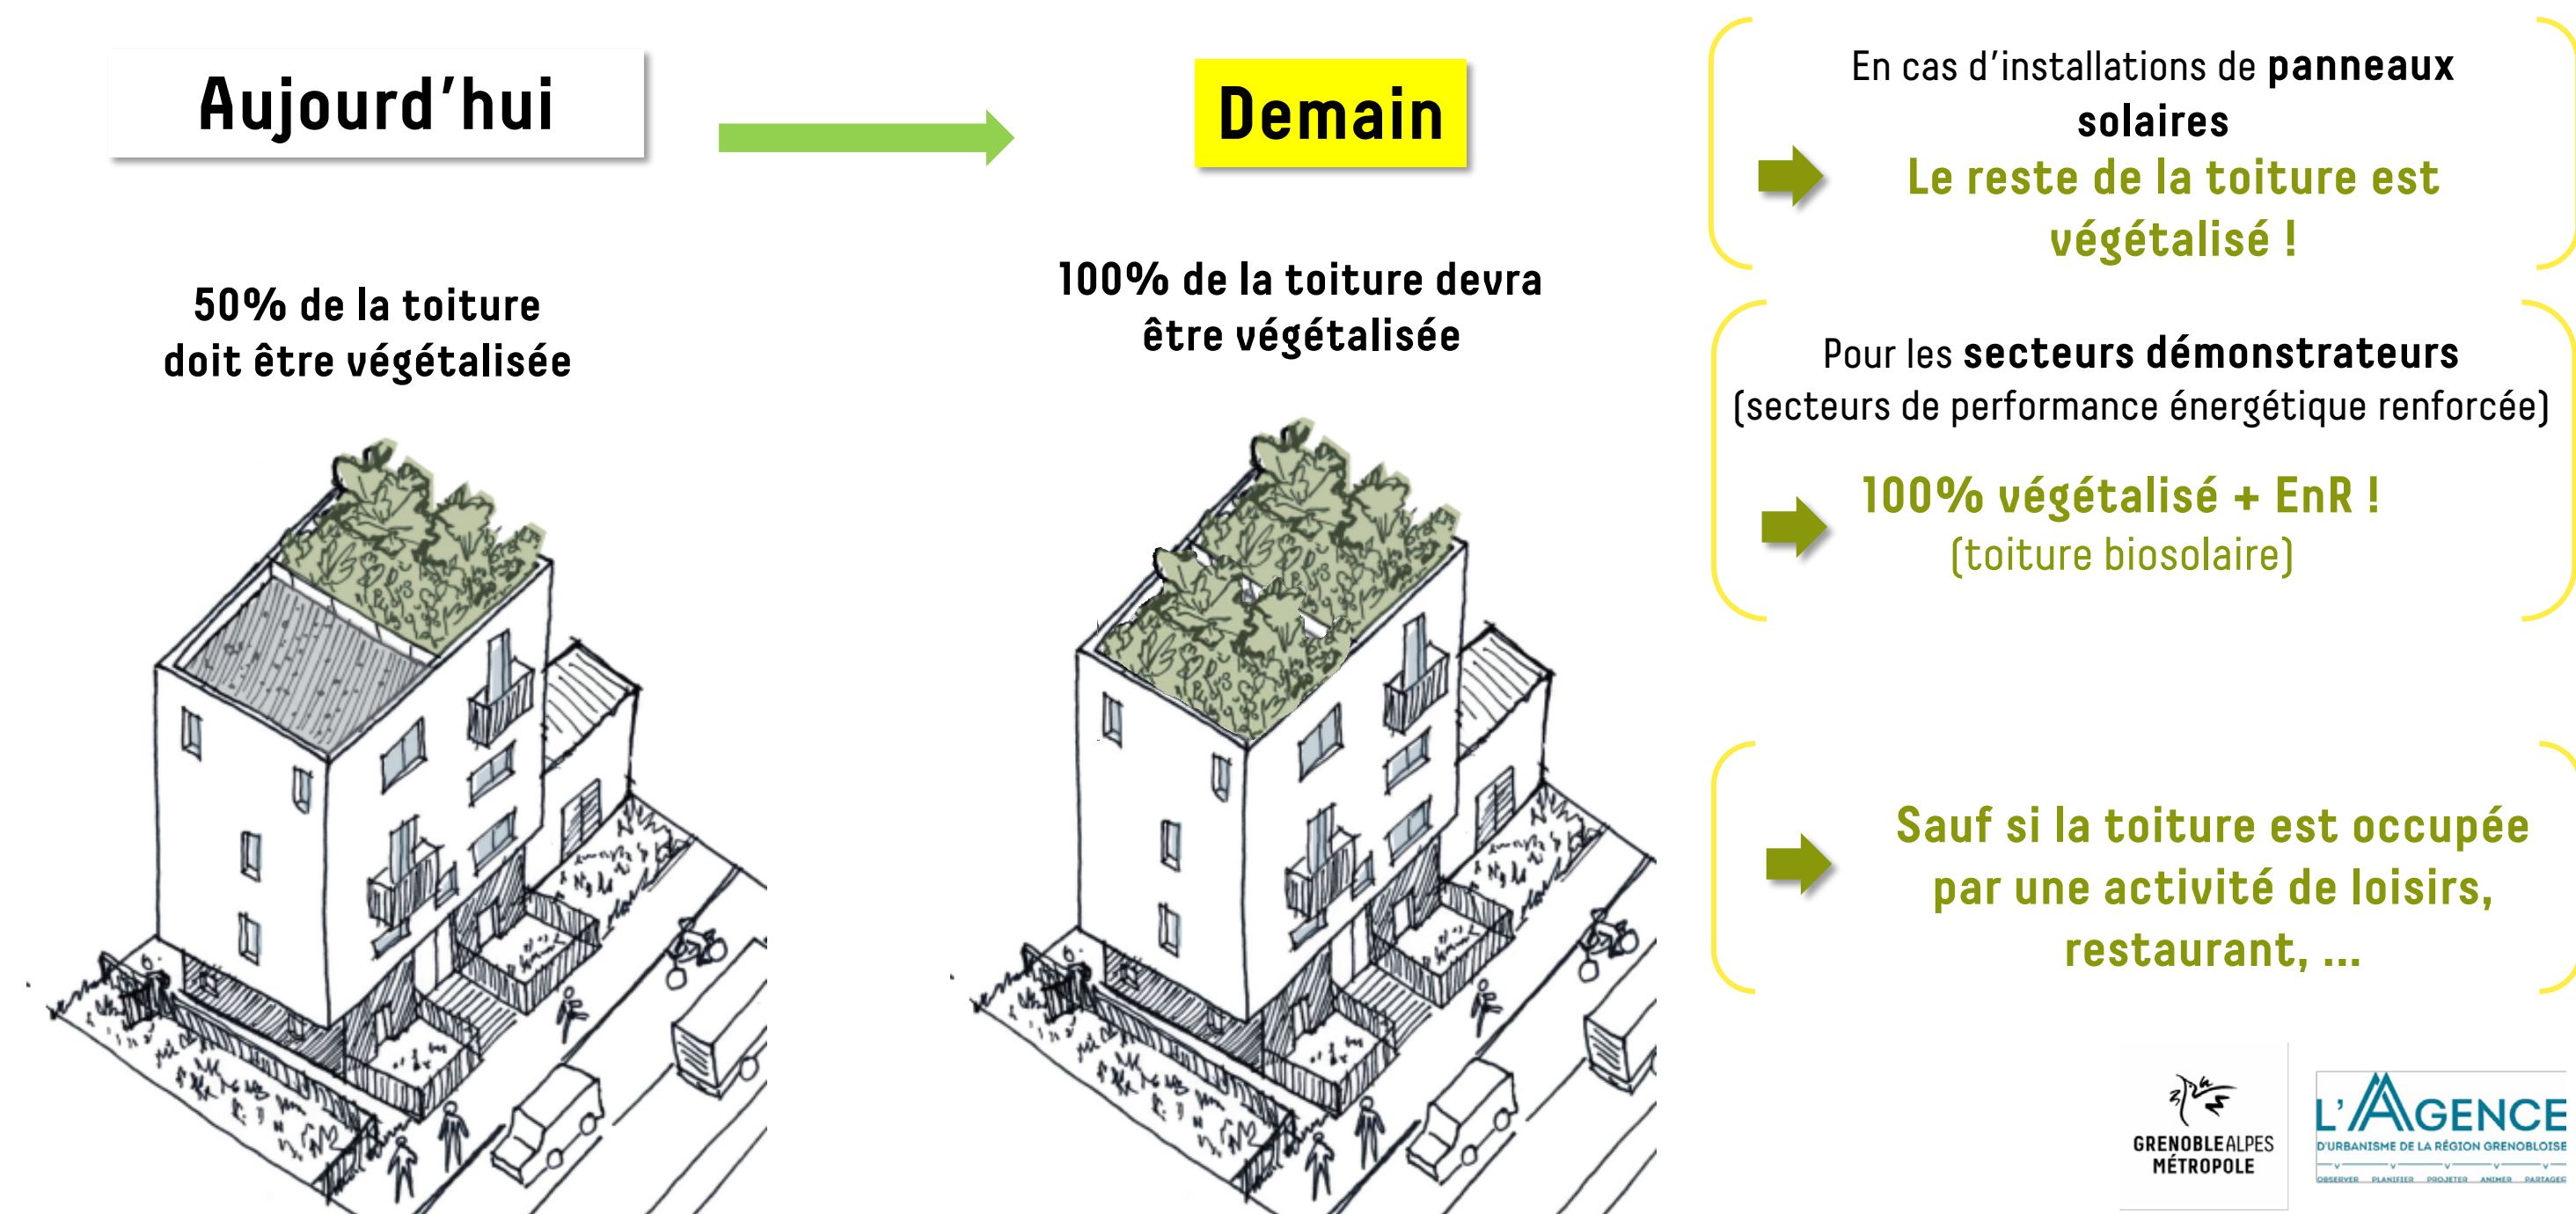 Aujourd'hui
50% de la toiture
doit être végétalisée
Demain
100% de la toiture devra
être végétalisée
En cas d'installations de panneaux
solaires
Le reste de la toiture est
végétalisé !
Pour les secteurs démonstrateurs
(secteurs de performance énergétique renforcée)
100% végétalisé + EnR !
(toiture biosolaire)
Sauf si la toiture est occupée
par une activité de loisirs,
restaurant, ...
GRENOBLEALPES
MÉTROPOLE
L'AGENCE
D'URBANISME DE LA RÉGION GRENOBLOISE
OBSERVER PLANIFIER PROJETER ANIMER PARTAGER